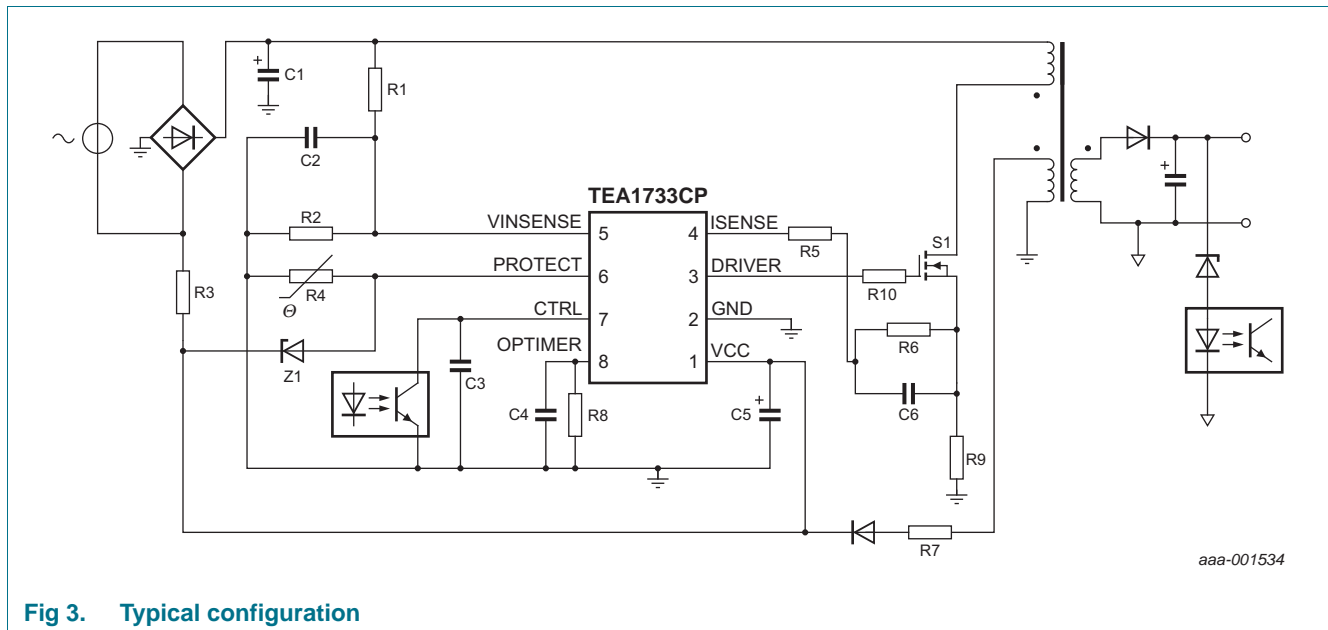 C1
R1
C2
TEA1733CP
R2
VINSENSE
5
4
ISENSE
R5
S1
PROTECT
6
3
DRIVER
R10
R3
R4
Θ
CTRL
7
2
GND
OPTIMER
8
1
VCC
R6
Z1
C3
C4
R8
C5
C6
R9
R7
aaa-001534
Fig 3. Typical configuration